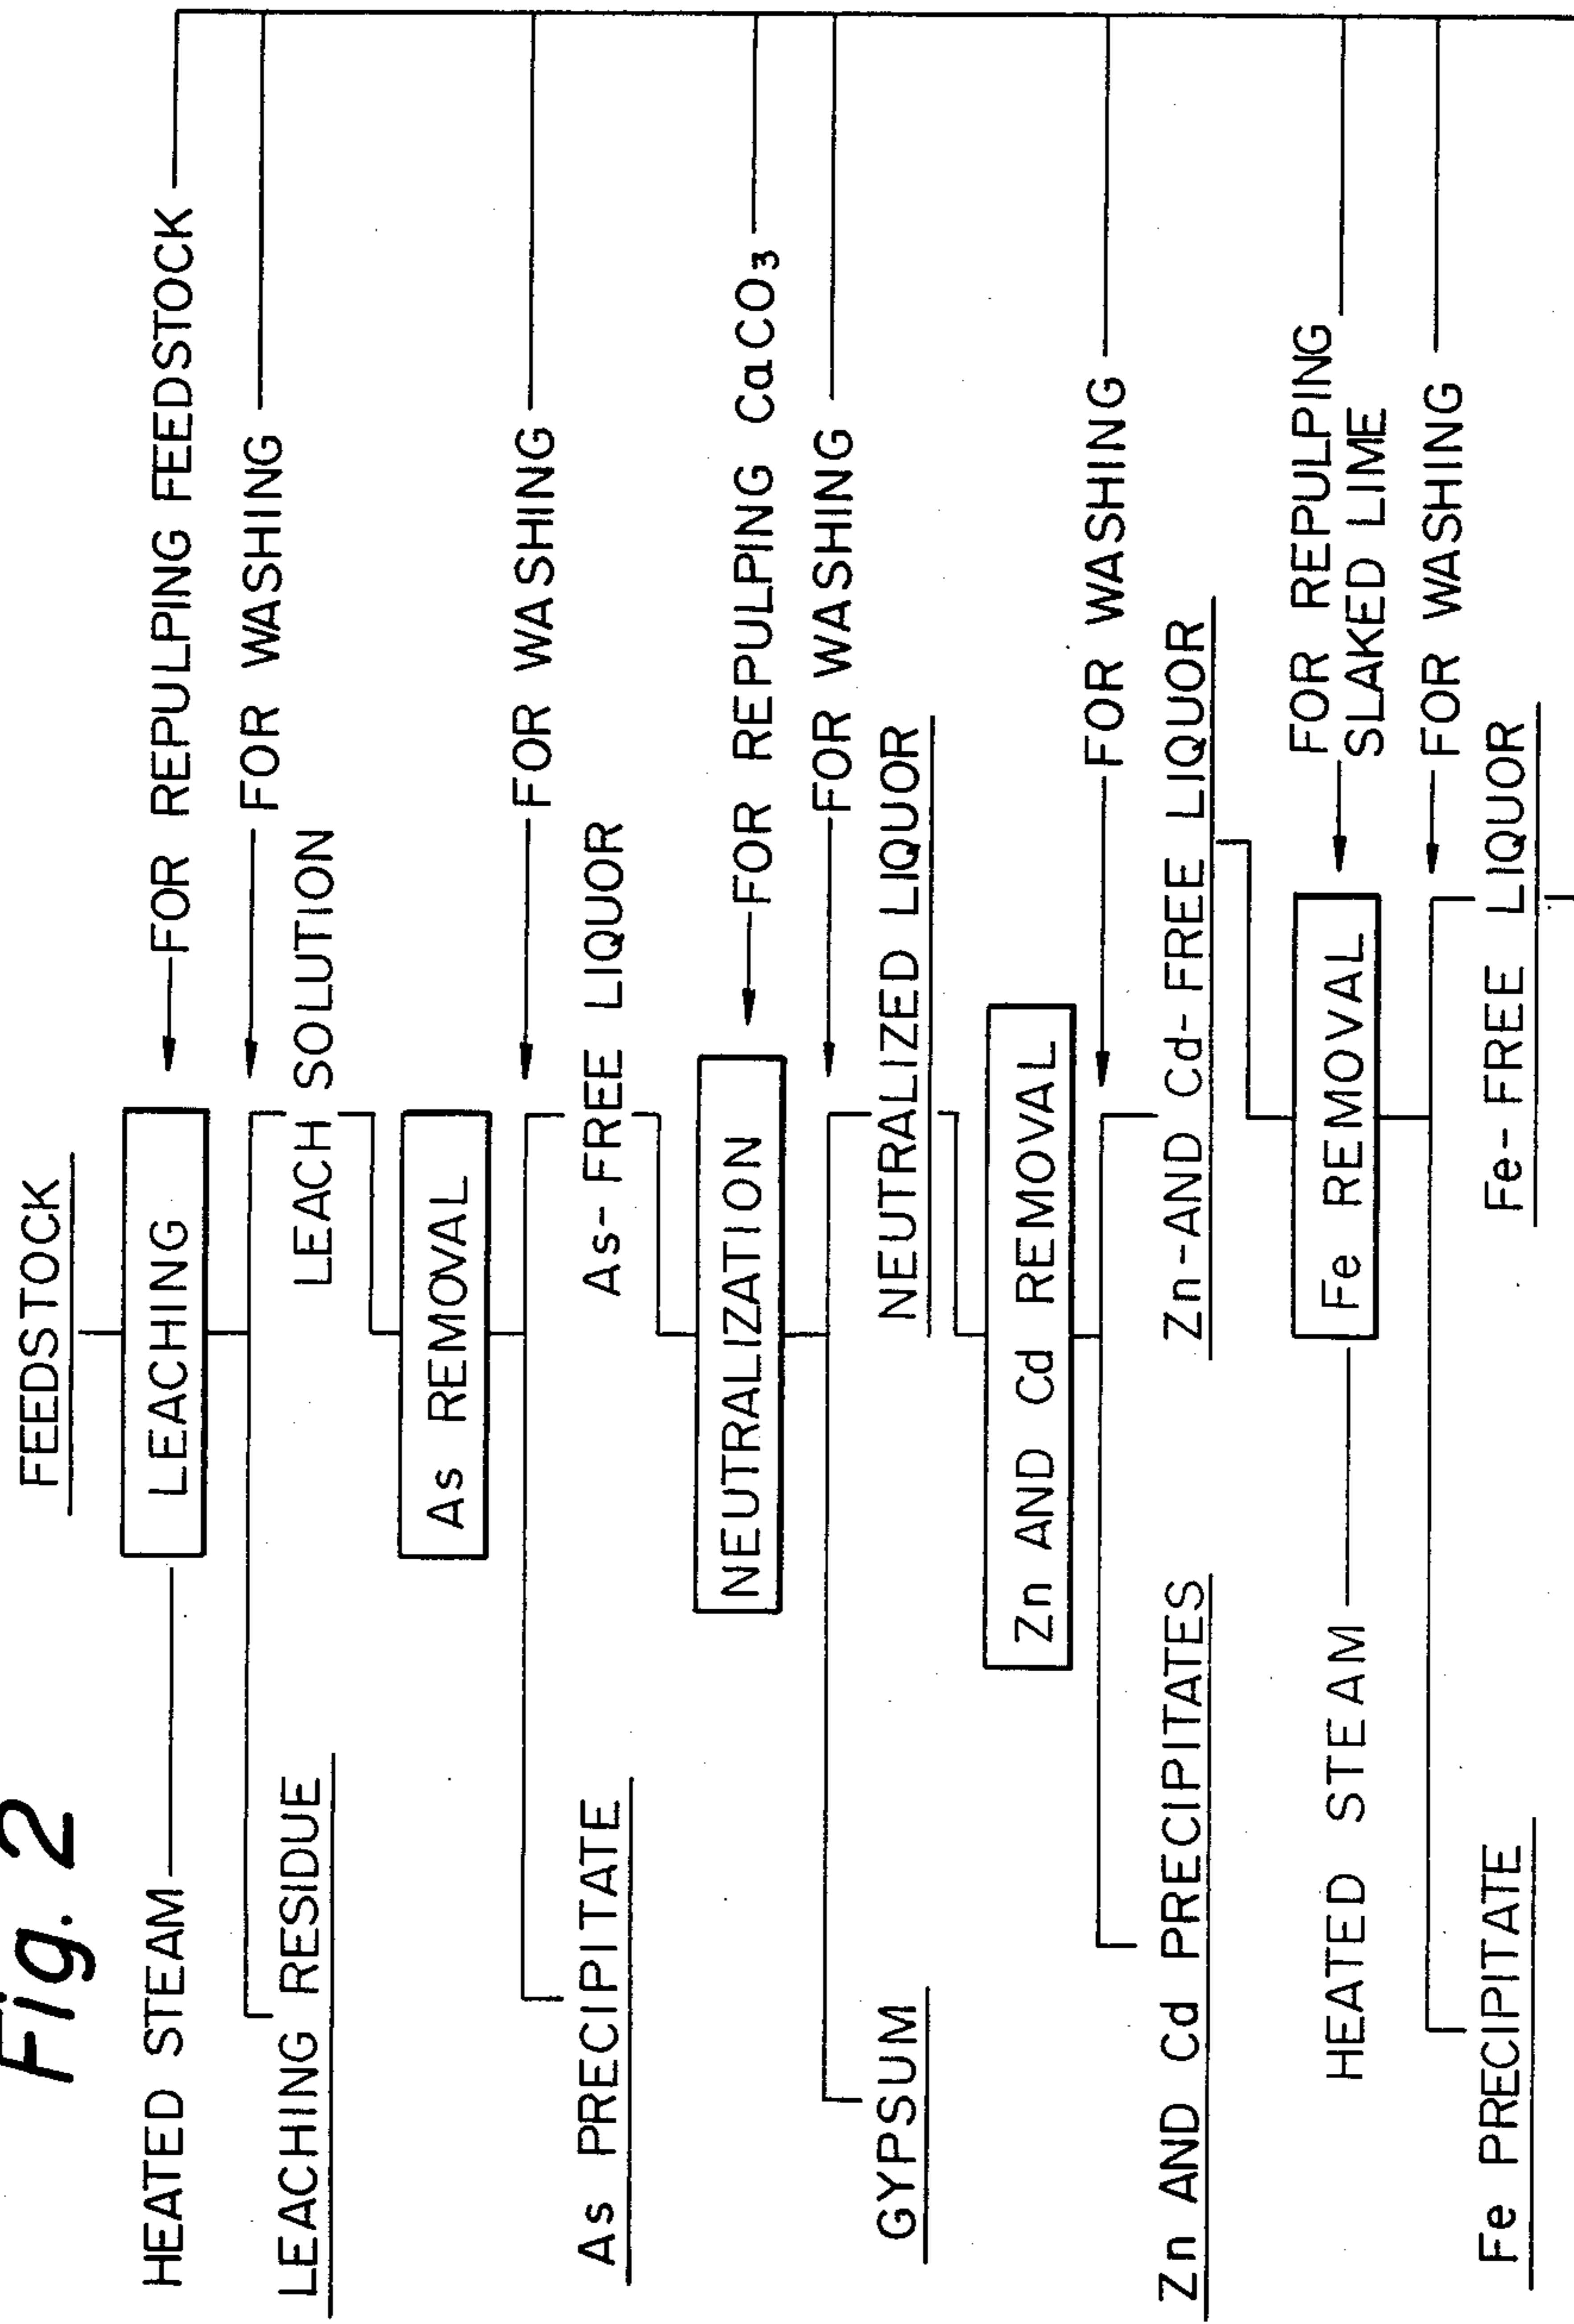 Fig. 2
FEEDSTOCK
HEATED STEAM
LEACHING
FOR REPULPING FEEDSTOCK
FOR WASHING
LEACHING RESIDUE
LEACH SOLUTION
As REMOVAL
FOR WASHING
As PRECIPITATE
As-FREE LIQUOR
NEUTRALIZATION
FOR REPULPING CaCO₃
FOR WASHING
GYPSUM
NEUTRALIZED LIQUOR
Zn AND Cd REMOVAL
FOR WASHING
Zn AND Cd PRECIPITATES
Zn-AND Cd-FREE LIQUOR
HEATED STEAM
Fe REMOVAL
FOR REPULPING
SLAKED LIME
FOR WASHING
Fe PRECIPITATE
Fe-FREE LIQUOR